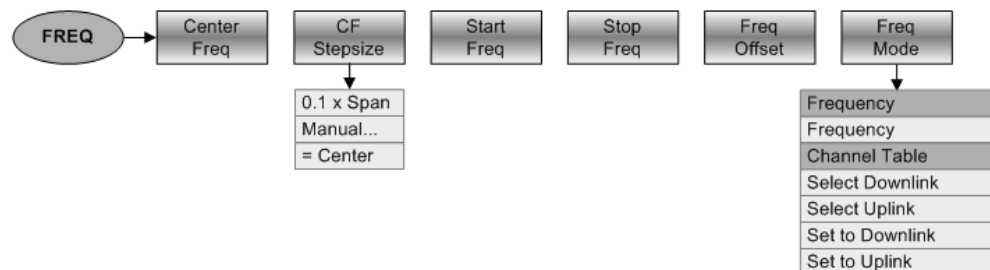 FREQ
Center
Freq
CF
Stepsize
Start
Freq
Stop
Freq
Freq
Offset
Freq
Mode
0.1 x Span
Manual...
= Center
Frequency
Frequency
Channel Table
Select Downlink
Select Uplink
Set to Downlink
Set to Uplink